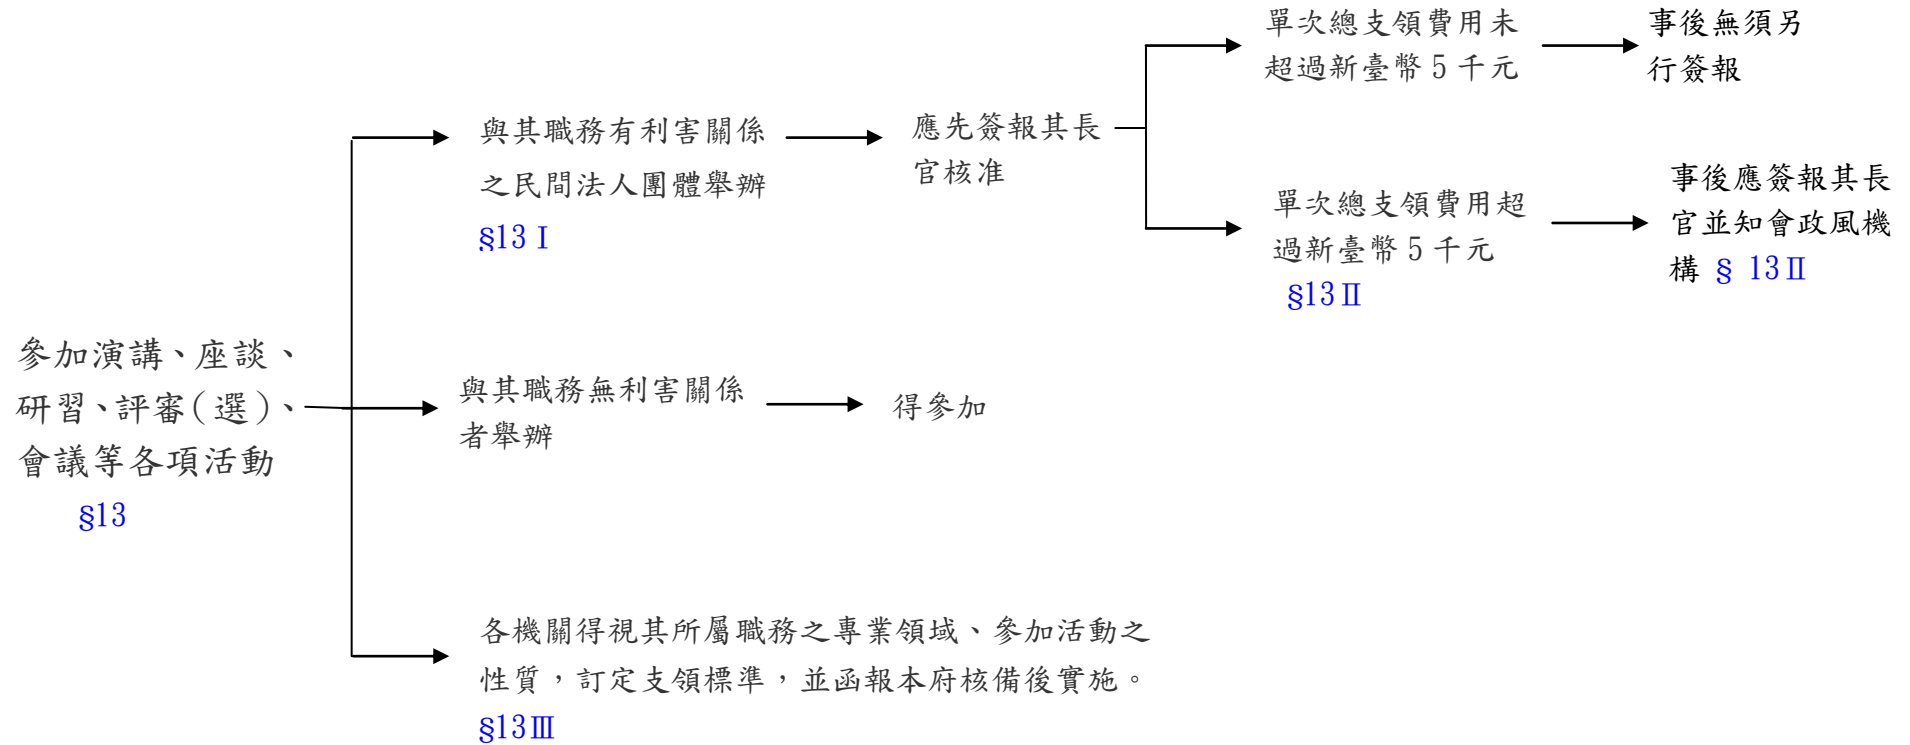 參加演講、座談、
研習、評審(選)、
會議等各項活動
§13
與其職務有利害關係
之民間法人團體舉辦
§13Ⅰ
應先簽報其長
官核准
單次總支領費用未
超過新臺幣5千元
事後無須另
行簽報
單次總支領費用超
過新臺幣5千元
§13Ⅱ
事後應簽報其長
官並知會政風機
構 § 13Ⅱ
與其職務無利害關係
者舉辦
得參加
各機關得視其所屬職務之專業領域、參加活動之
性質，訂定支領標準，並函報本府核備後實施。
§13Ⅲ